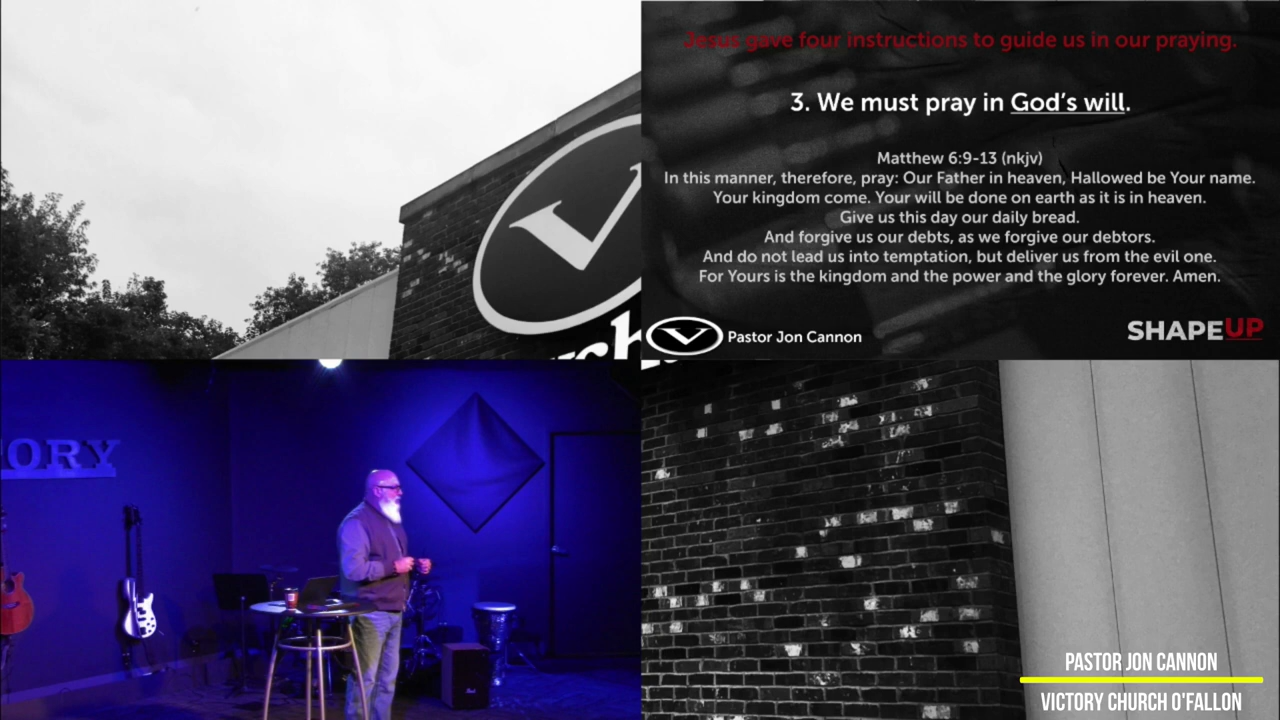 Jesus gave four instructions to guide us in our praying.
3. We must pray in God's will.
Matthew 6:9-13 (nkjv)
In this manner, therefore, pray: Our Father in heaven, Hallowed be Your name.
Your kingdom come. Your will be done on earth as it is in heaven.
Give us this day our daily bread.
And forgive us our debts, as we forgive our debtors.
And do not lead us into temptation, but deliver us from the evil one.
For Yours is the kingdom and the power and the glory forever. Amen.
V Pastor Jon Cannon
SHAPEUP
V
rch
ORY
PASTOR JON CANNON
VICTORY CHURCH O'FALLON